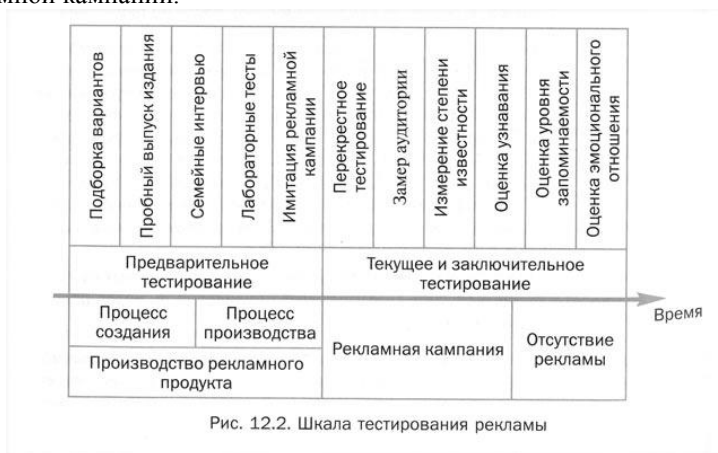 мной кампании.
Подборка вариантов
Пробный выпуск издания
Семейные интервью
Лабораторные тесты
Имитация рекламной
кампании
Перекрестное
тестирование
Замер аудитории
Измерение степени
известности
Оценка узнавания
Оценка уровня
запоминаемости
Оценка эмоционального
отношения
Предварительное
тестирование
Текущее и заключительное
тестирование
Время
Процесс
создания
Процесс
производства
Производство рекламного
продукта
Рекламная кампания
Отсутствие
рекламы
Рис. 12.2. Шкала тестирования рекламы